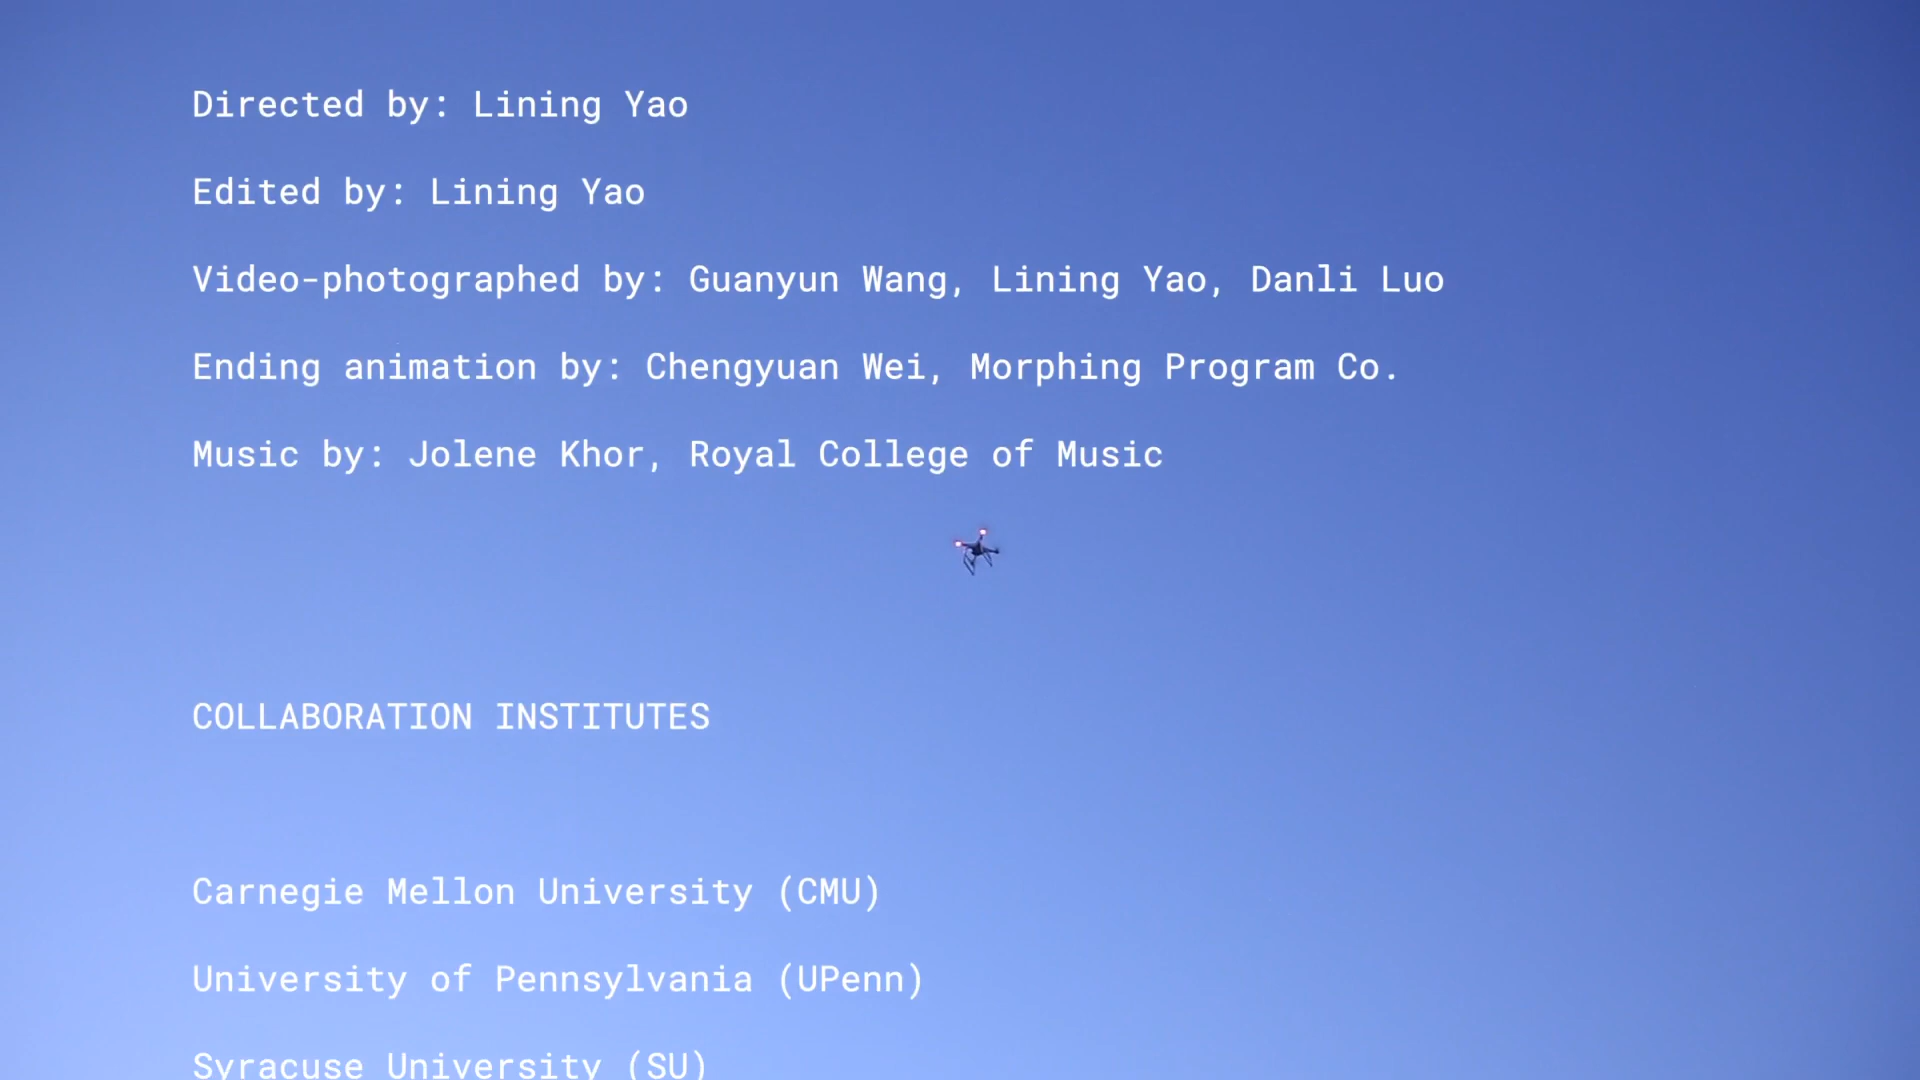 Directed by: Lining Yao
Edited by: Lining Yao
Video-photographed by: Guanyun Wang, Lining Yao, Danli Luo
Ending animation by: Chengyuan Wei, Morphing Program Co.
Music by: Jolene Khor, Royal College of Music
COLLABORATION INSTITUTES
Carnegie Mellon University (CMU)
University of Pennsylvania (UPenn)
Syracuse University (SU)